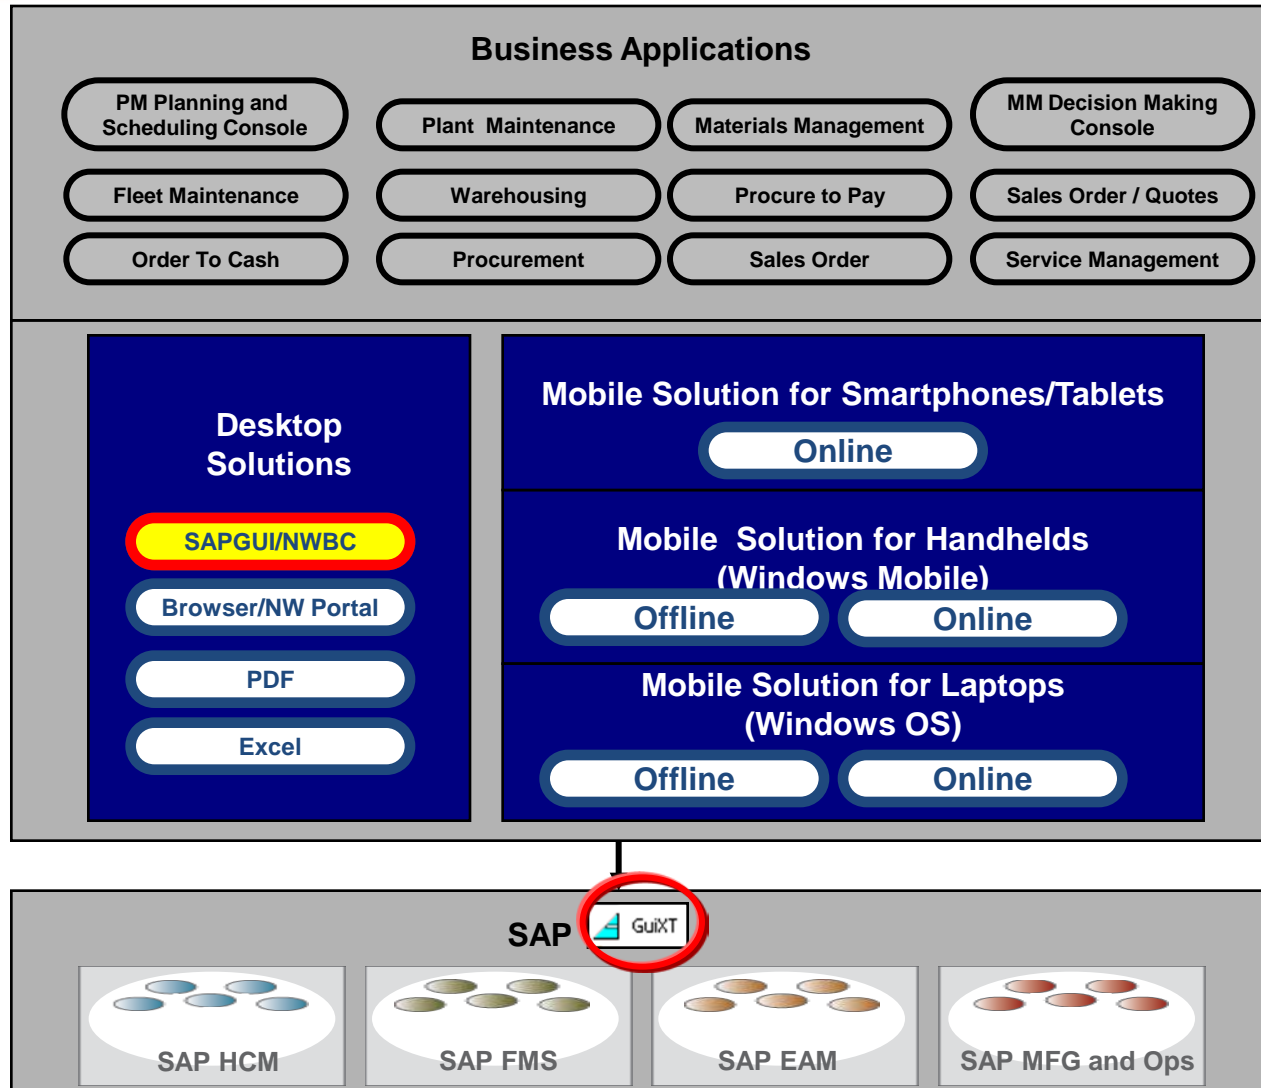 Business Applications
PM Planning and
Scheduling Console
Plant Maintenance
Materials Management
MM Decision Making
Console
Fleet Maintenance
Warehousing
Procure to Pay
Sales Order / Quotes
Order To Cash
Procurement
Sales Order
Service Management
Desktop
Solutions
SAPGUI/NWBC
Browser/NW Portal
PDF
Excel
Mobile Solution for Smartphones/Tablets
Online
Mobile Solution for Handhelds
(Windows Mobile)
Offline
Online
Mobile Solution for Laptops
(Windows OS)
Offline
Online
SAP GuiXT
SAP HCM
SAP FMS
SAP EAM
SAP MFG and Ops